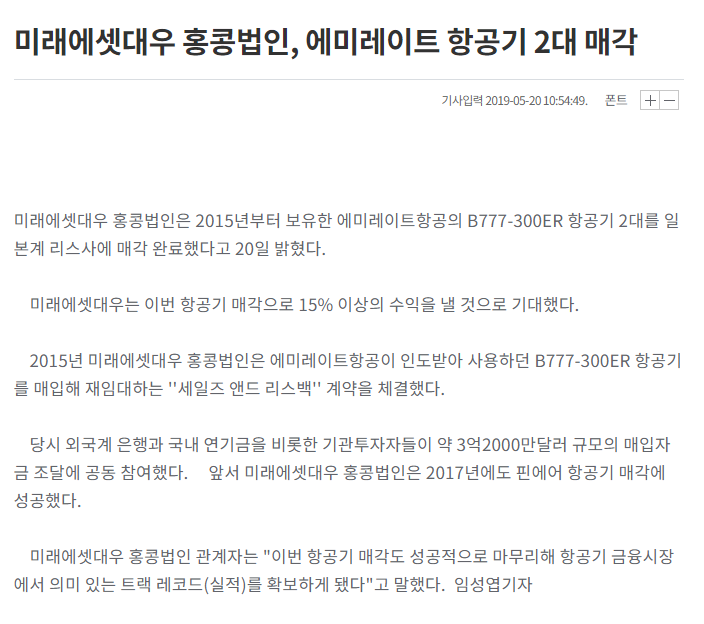 미래에셋대우 홍콩법인, 에미레이트 항공기 2대 매각
기사입력 2019-05-20 10:54:49. 폰트 + −
미래에셋대우 홍콩법인은 2015년부터 보유한 에미레이트항공의 B777-300ER 항공기 2대를 일
본계 리스사에 매각 완료했다고 20일 밝혔다.
미래에셋대우는 이번 항공기 매각으로 15% 이상의 수익을 낼 것으로 기대했다.
2015년 미래에셋대우 홍콩법인은 에미레이트항공이 인도받아 사용하던 B777-300ER 항공기
를 매입해 재임대하는 ''세일즈 앤드 리스백'' 계약을 체결했다.
당시 외국계 은행과 국내 연기금을 비롯한 기관투자자들이 약 3억2000만달러 규모의 매입자
금 조달에 공동 참여했다. 앞서 미래에셋대우 홍콩법인은 2017년에도 핀에어 항공기 매각에
성공했다.
미래에셋대우 홍콩법인 관계자는 "이번 항공기 매각도 성공적으로 마무리해 항공기 금융시장
에서 의미 있는 트랙 레코드(실적)를 확보하게 됐다"고 말했다. 임성엽기자